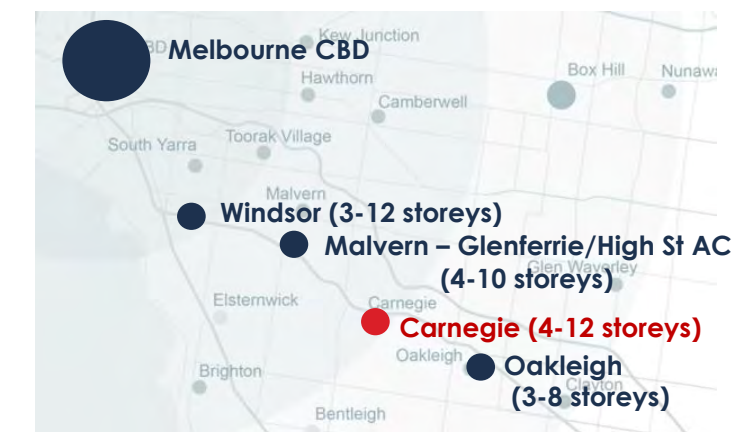 Kew Junction
BD
Melbourne CBD
Hawthorn
Box Hill
Nunaw
Camberwell
South Yarra
Toorak Village
Malvern
Windsor (3-12 storeys)
Malvern – Glenferrie/High St AC
(4-10 storeys)
Glen Waverley
Elsternwick
Carnegie
Carnegie (4-12 storeys)
Oakleigh
Oakleigh
(3-8 storeys)
Clayton
Brighton
Bentleigh